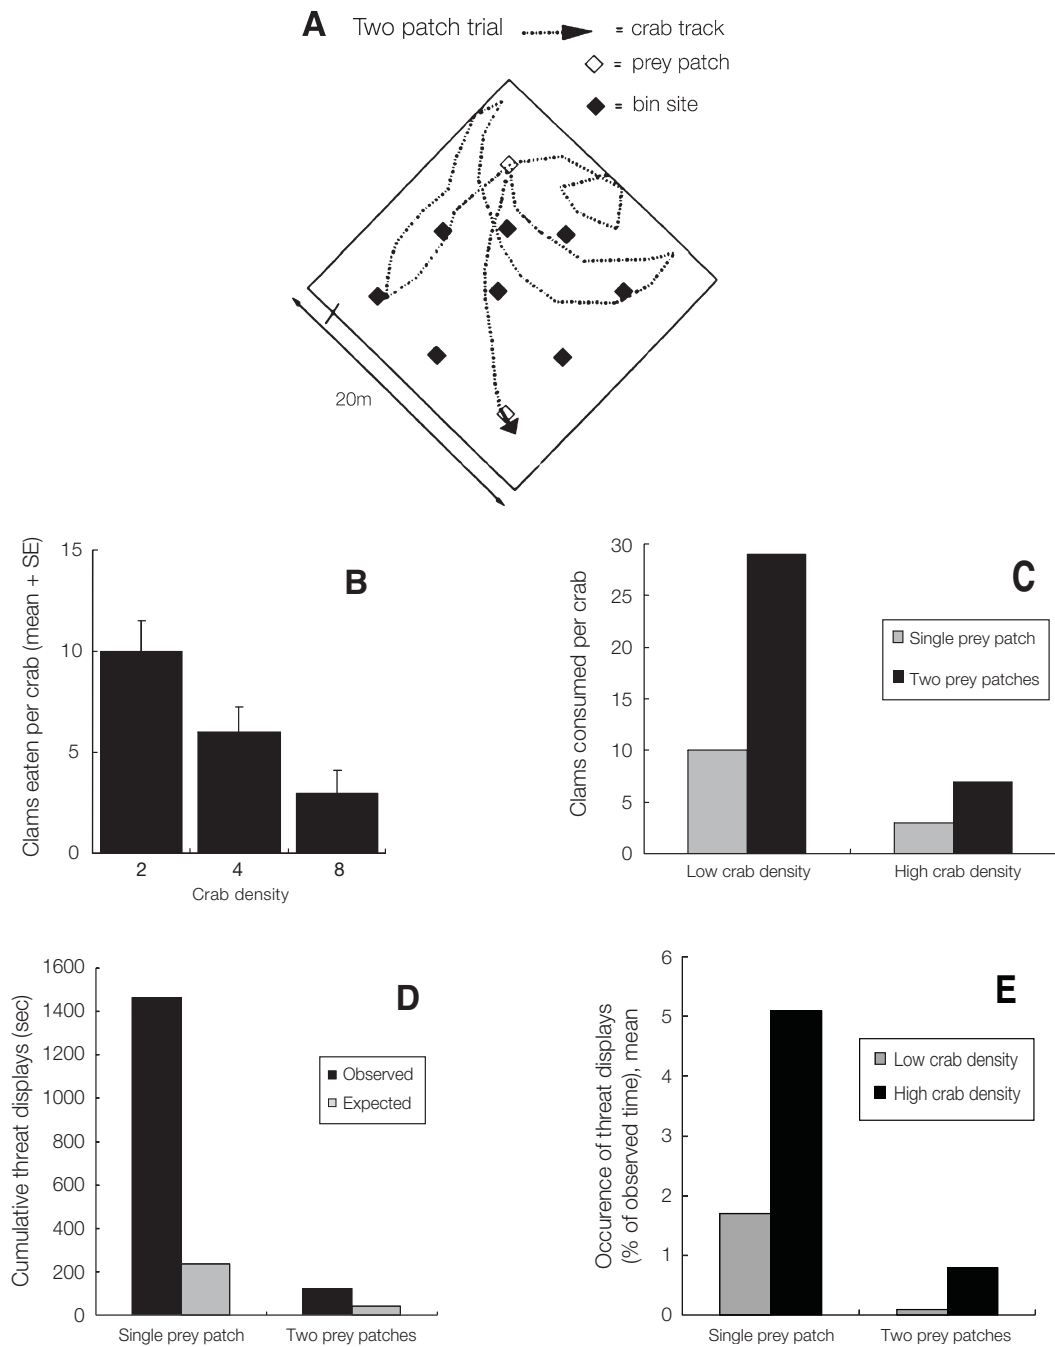 A Two patch trial = crab track
= prey patch
= bin site
20m
Clams eaten per crab (mean + SE)
15
10
5
0
B
2 4 8
Crab density
Clams consumed per crab
30
25
20
15
10
5
0
C
Single prey patch
Two prey patches
Low crab density High crab density
Cumulative threat displays (sec)
1600
1400
1200
1000
800
600
400
200
0
D
Observed
Expected
Single prey patch Two prey patches
Occurence of threat displays
(% of observed time), mean
6
5
4
3
2
1
0
E
Low crab density
High crab density
Single prey patch Two prey patches